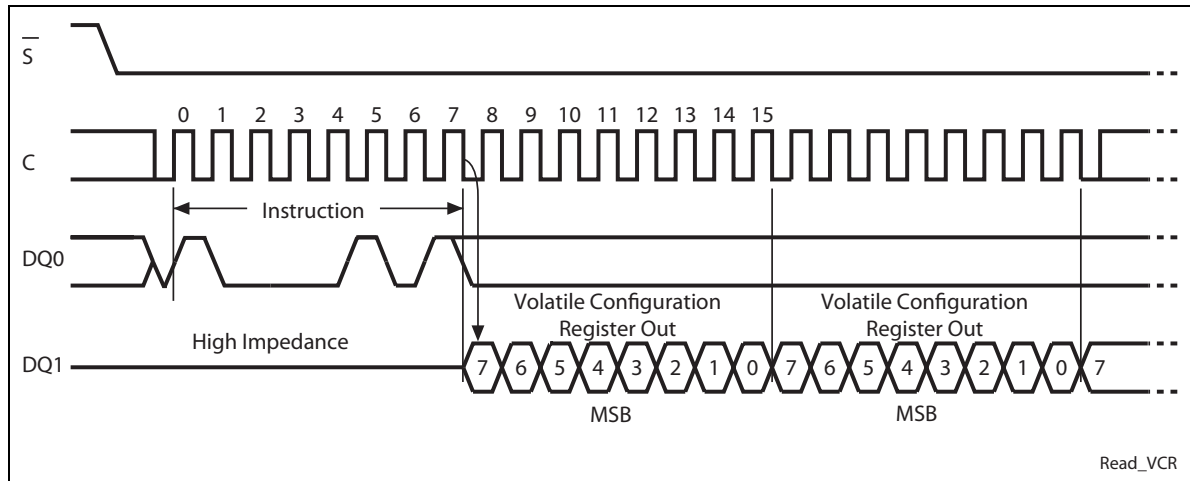 S
0 1 2 3 4 5 6 7 8 9 10 11 12 13 14 15
C
Instruction
DQ0
Volatile Configuration
Register Out
Volatile Configuration
Register Out
High Impedance
DQ1
7 6 5 4 3 2 1 0 7 6 5 4 3 2 1 0 7
MSB
MSB
Read_VCR